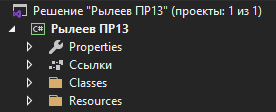 Решение "Рылеев ПР13" (проекты: 1 из 1)
C# Рылеев ПР13
Properties
Ссылки
Classes
Resources